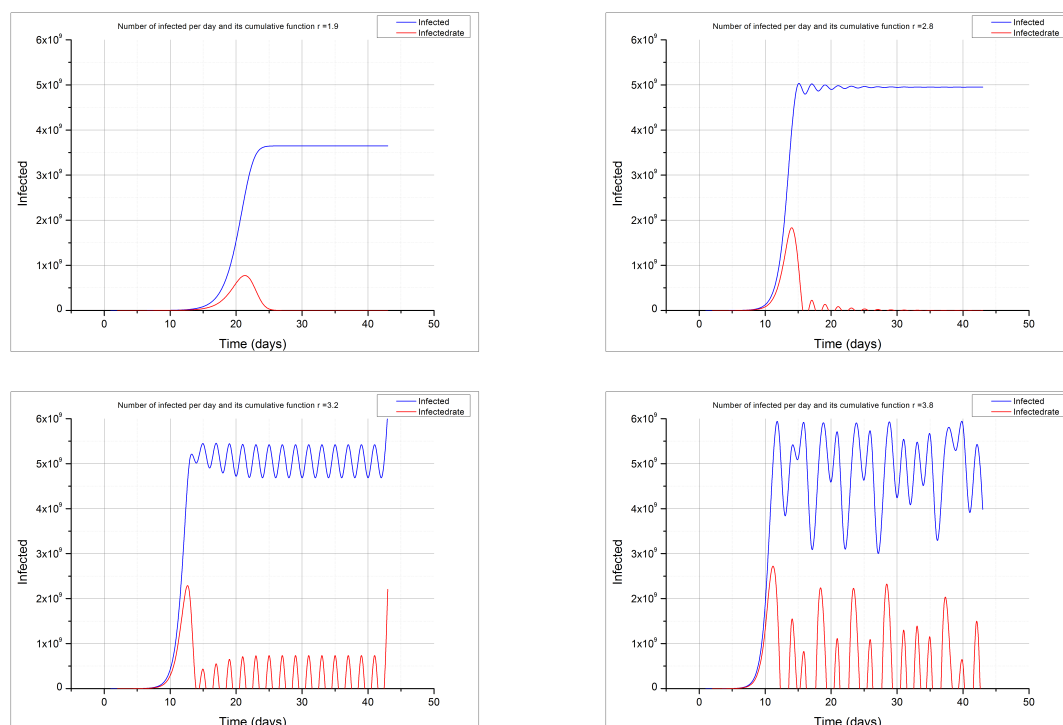 Number of infected per day and its cumulative function r =1.9
Infected
Infectedrate
6x10⁹
5x10⁹
4x10⁹
3x10⁹
2x10⁹
1x10⁹
0
Infected
0 10 20 30 40 50
Time (days)
Number of infected per day and its cumulative function r =2.8
Infected
Infectedrate
6x10⁹
5x10⁹
4x10⁹
3x10⁹
2x10⁹
1x10⁹
0
Infected
0 10 20 30 40 50
Time (days)
Number of infected per day and its cumulative function r =3.2
Infected
Infectedrate
6x10⁹
5x10⁹
4x10⁹
3x10⁹
2x10⁹
1x10⁹
0
Infected
0 10 20 30 40 50
Time (days)
Number of infected per day and its cumulative function r =3.8
Infected
Infectedrate
6x10⁹
5x10⁹
4x10⁹
3x10⁹
2x10⁹
1x10⁹
0
Infected
0 10 20 30 40 50
Time (days)